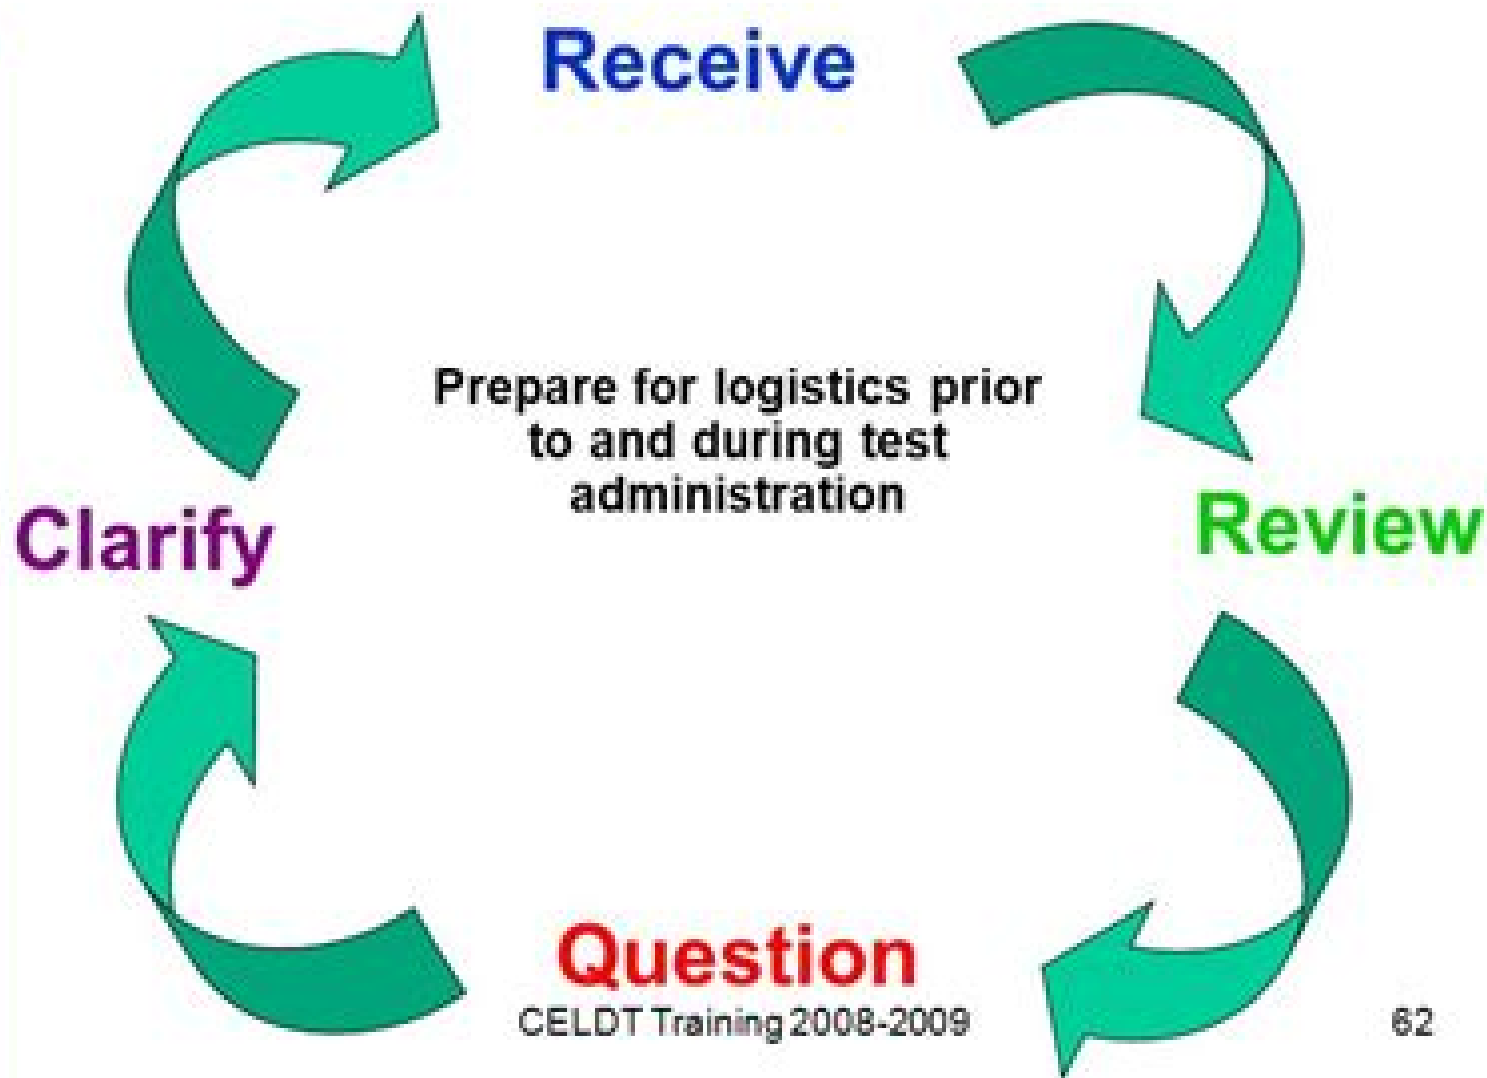 Receive
Prepare for logistics prior
to and during test
administration
Clarify
Review
Question
CELDT Training 2008-2009
62